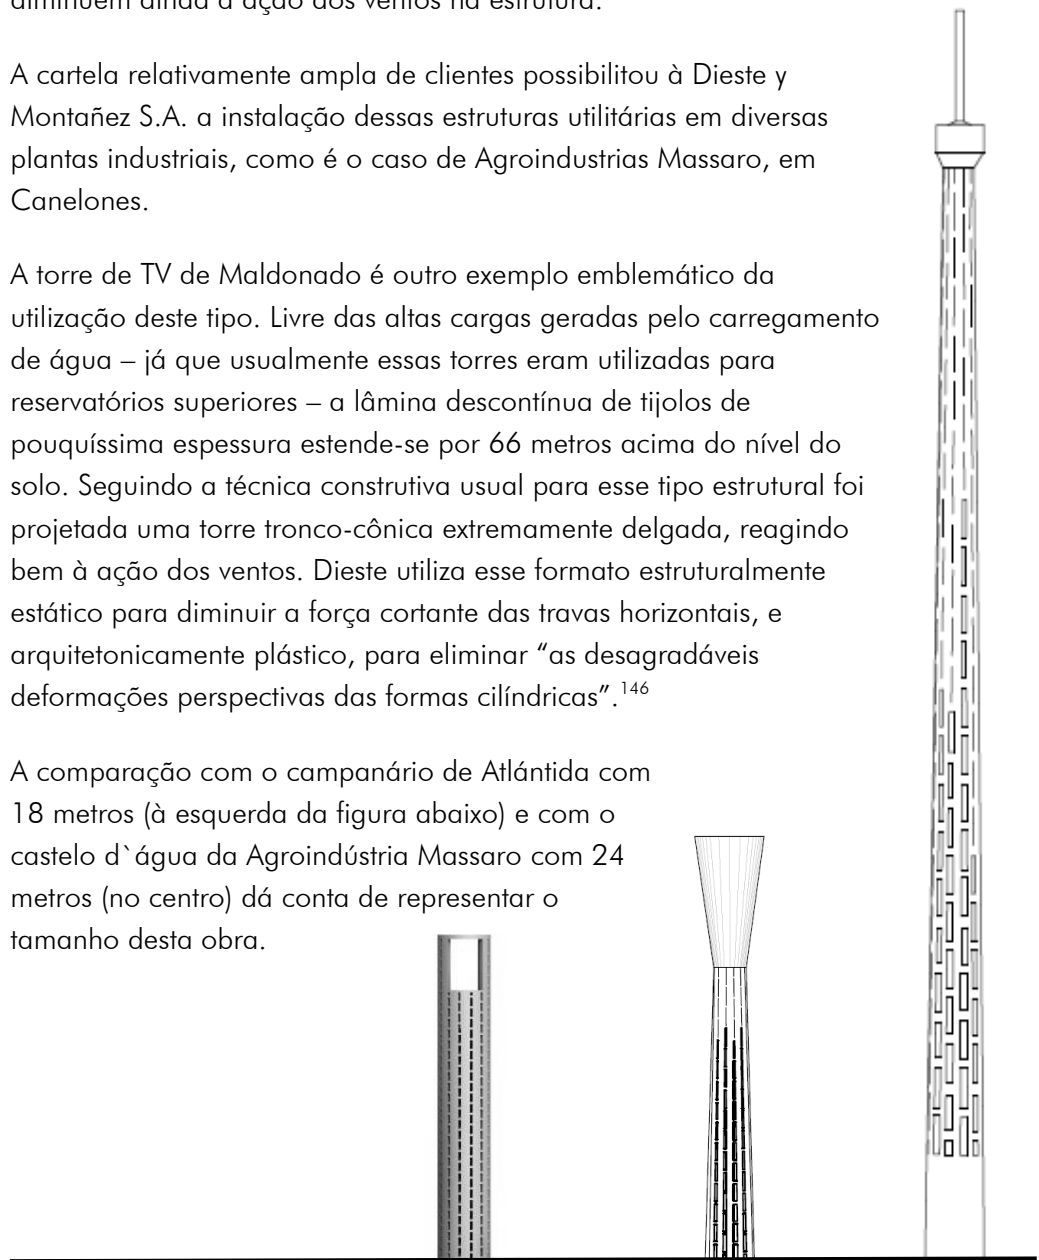 diminuem ainda a ação dos ventos na estrutura.
A cartela relativamente ampla de clientes possibilitou à Dieste y
Montañez S.A. a instalação dessas estruturas utilitárias em diversas
plantas industriais, como é o caso de Agroindustrias Massaro, em
Canelones.
A torre de TV de Maldonado é outro exemplo emblemático da
utilização deste tipo. Livre das altas cargas geradas pelo carregamento
de água – já que usualmente essas torres eram utilizadas para
reservatórios superiores – a lâmina descontínua de tijolos de
pouquíssima espessura estende-se por 66 metros acima do nível do
solo. Seguindo a técnica construtiva usual para esse tipo estrutural foi
projetada uma torre tronco-cônica extremamente delgada, reagindo
bem à ação dos ventos. Dieste utiliza esse formato estruturalmente
estático para diminuir a força cortante das travas horizontais, e
arquitetonicamente plástico, para eliminar “as desagradáveis
deformações perspectivas das formas cilíndricas”.146
A comparação com o campanário de Atlántida com
18 metros (à esquerda da figura abaixo) e com o
castelo d`água da Agroindústria Massaro com 24
metros (no centro) dá conta de representar o
tamanho desta obra.